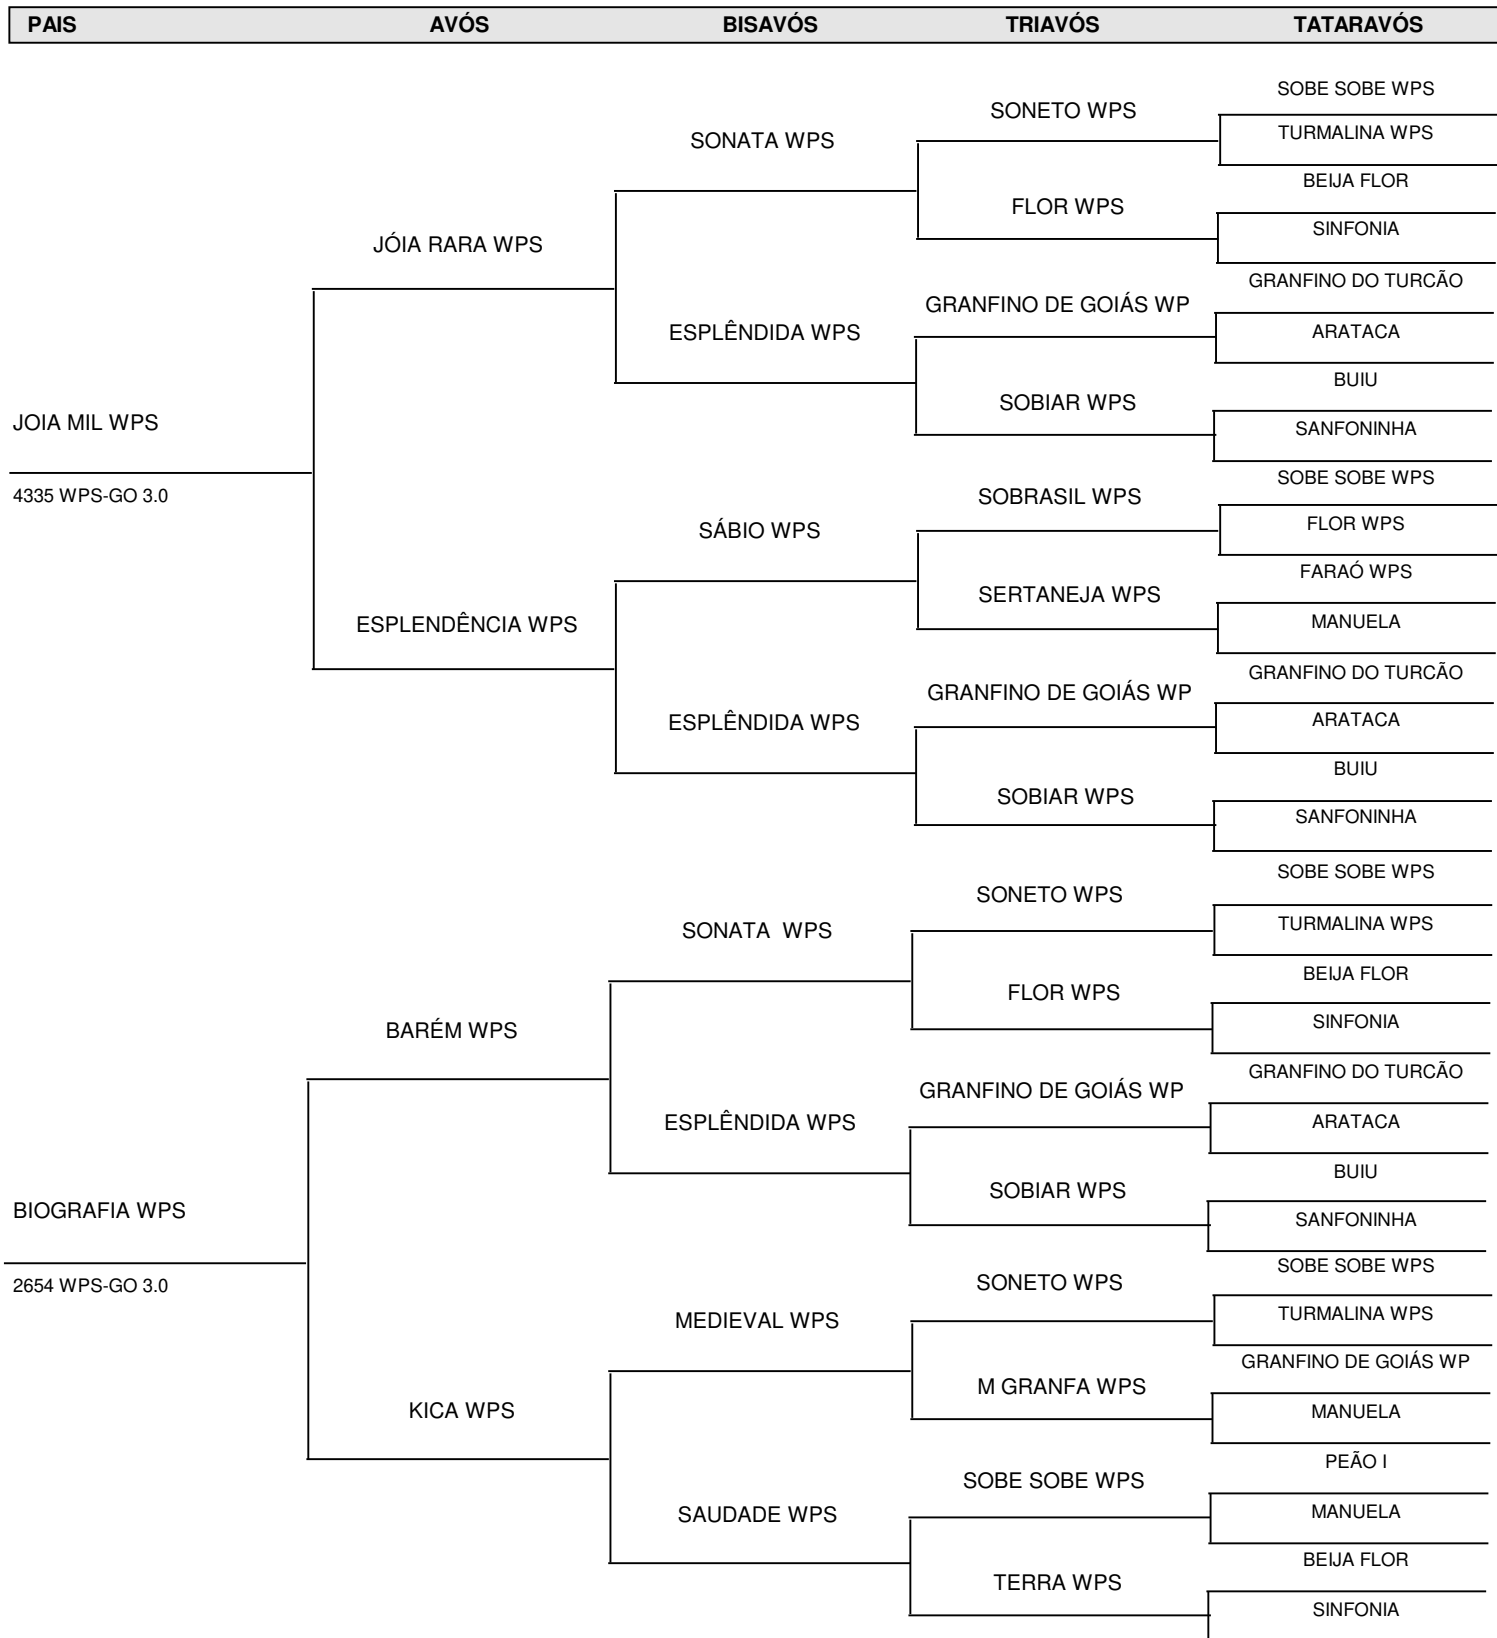 PAIS AVÓS BISAVÓS TRIAVÓS TATARAVÓS
SOBE SOBE WPS
SONETO WPS
TURMALINA WPS
SONATA WPS
BEIJA FLOR
FLOR WPS
SINFONIA
JÓIA RARA WPS
GRANFINO DO TURCÃO
GRANFINO DE GOIÁS WP
ARATACA
ESPLÊNDIDA WPS
BUIU
SOBIAR WPS
SANFONINHA
JOIA MIL WPS
4335 WPS-GO 3.0
SOBE SOBE WPS
SOBRASIL WPS
FLOR WPS
SÁBIO WPS
FARAÓ WPS
SERTANEJA WPS
MANUELA
ESPLENDÊNCIA WPS
GRANFINO DO TURCÃO
GRANFINO DE GOIÁS WP
ARATACA
ESPLÊNDIDA WPS
BUIU
SOBIAR WPS
SANFONINHA
SOBE SOBE WPS
SONETO WPS
TURMALINA WPS
SONATA WPS
BEIJA FLOR
FLOR WPS
SINFONIA
BARÉM WPS
GRANFINO DO TURCÃO
GRANFINO DE GOIÁS WP
ARATACA
ESPLÊNDIDA WPS
BUIU
SOBIAR WPS
SANFONINHA
BIOGRAFIA WPS
2654 WPS-GO 3.0
SOBE SOBE WPS
SONETO WPS
TURMALINA WPS
MEDIEVAL WPS
GRANFINO DE GOIÁS WP
M GRANFA WPS
MANUELA
KICA WPS
PEÃO I
SOBE SOBE WPS
MANUELA
SAUDADE WPS
BEIJA FLOR
TERRA WPS
SINFONIA